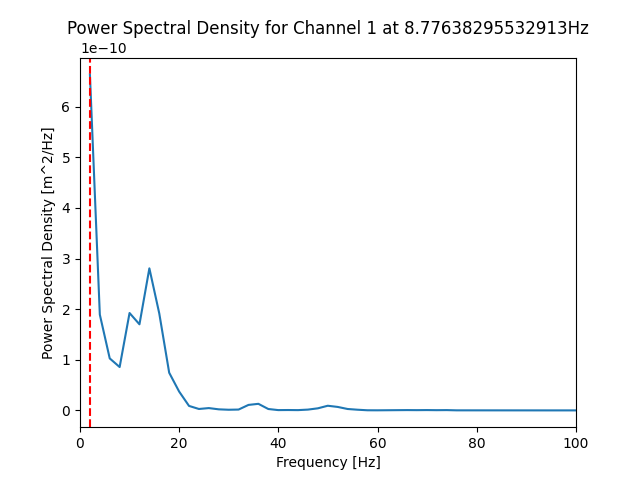 Power Spectral Density for Channel 1 at 8.77638295532913Hz
1e−10
6
5
4
3
2
1
0
Power Spectral Density [m^2/Hz]
0 20 40 60 80 100
Frequency [Hz]